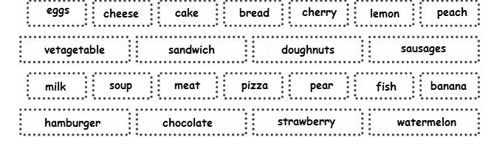 eggs cheese cake bread cherry lemon peach
vetagetable sandwich doughnuts sausages
milk soup meat pizza pear fish banana
hamburger chocolate strawberry watermelon